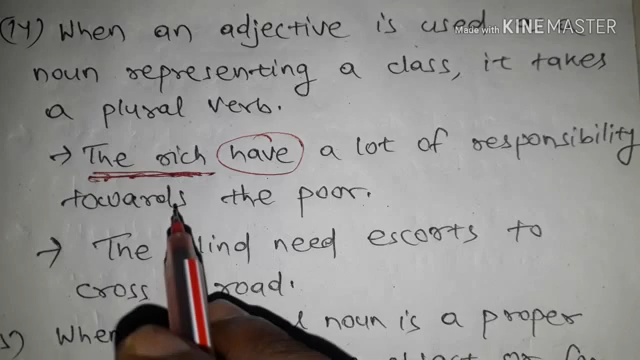 Made with KINEMASTER
(14) When an adjective is used a
noun representing a class, it takes
a plural verb.
→ The rich have a lot of responsibility
towards the poor.
→ The need escorts to
cross road.
noun is a proper